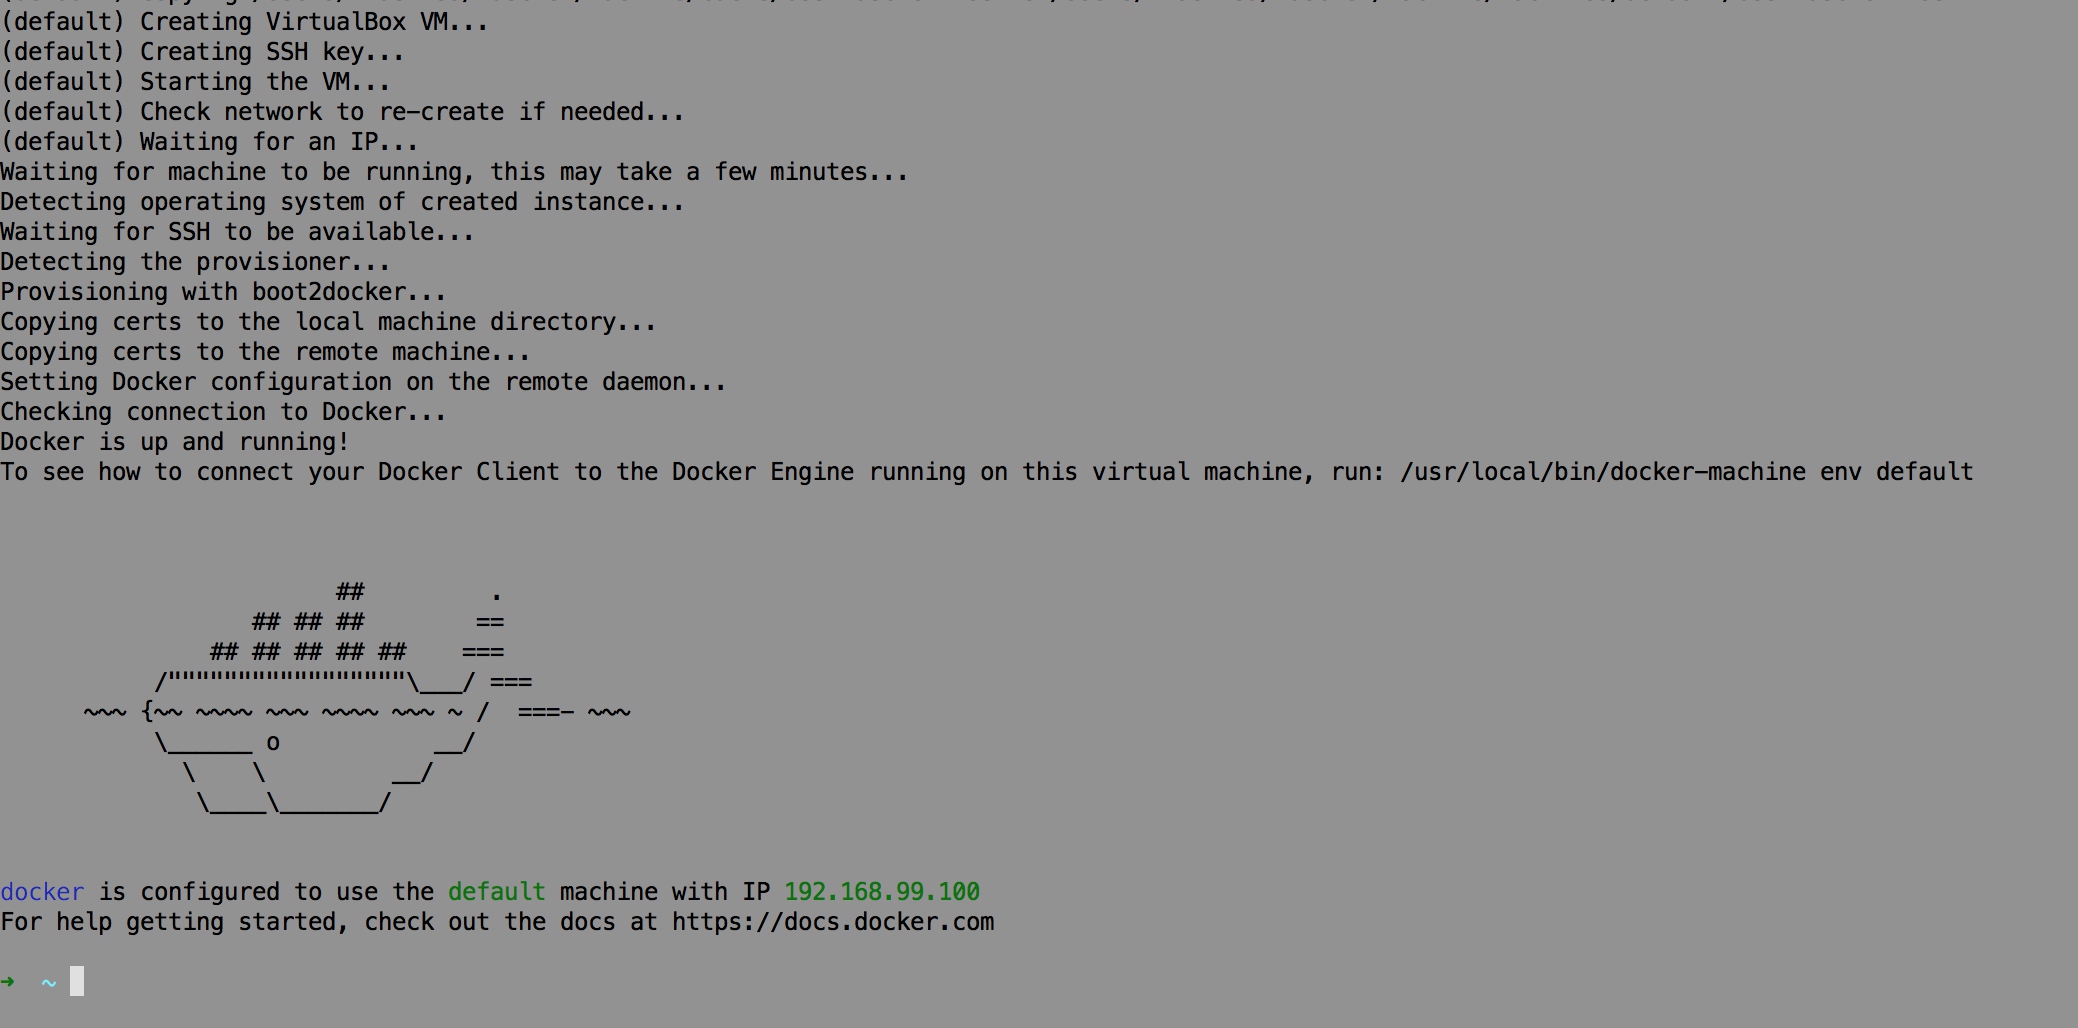 (default) Creating VirtualBox VM...
(default) Creating SSH key...
(default) Starting the VM...
(default) Check network to re-create if needed...
(default) Waiting for an IP...
Waiting for machine to be running, this may take a few minutes...
Detecting operating system of created instance...
Waiting for SSH to be available...
Detecting the provisioner...
Provisioning with boot2docker...
Copying certs to the local machine directory...
Copying certs to the remote machine...
Setting Docker configuration on the remote daemon...
Checking connection to Docker...
Docker is up and running!
To see how to connect your Docker Client to the Docker Engine running on this virtual machine, run: /usr/local/bin/docker-machine env default
                        ##         .
                  ## ## ##        ==
               ## ## ## ## ##    ===
           /"""""""""""""""""\___/ ===
      ~~~ {~~ ~~~~ ~~~ ~~~~ ~~~ ~ /  ===- ~~~
           \______ o           __/
             \    \         __/
              \____\_______/
docker is configured to use the default machine with IP 192.168.99.100
For help getting started, check out the docs at https://docs.docker.com
➜  ~